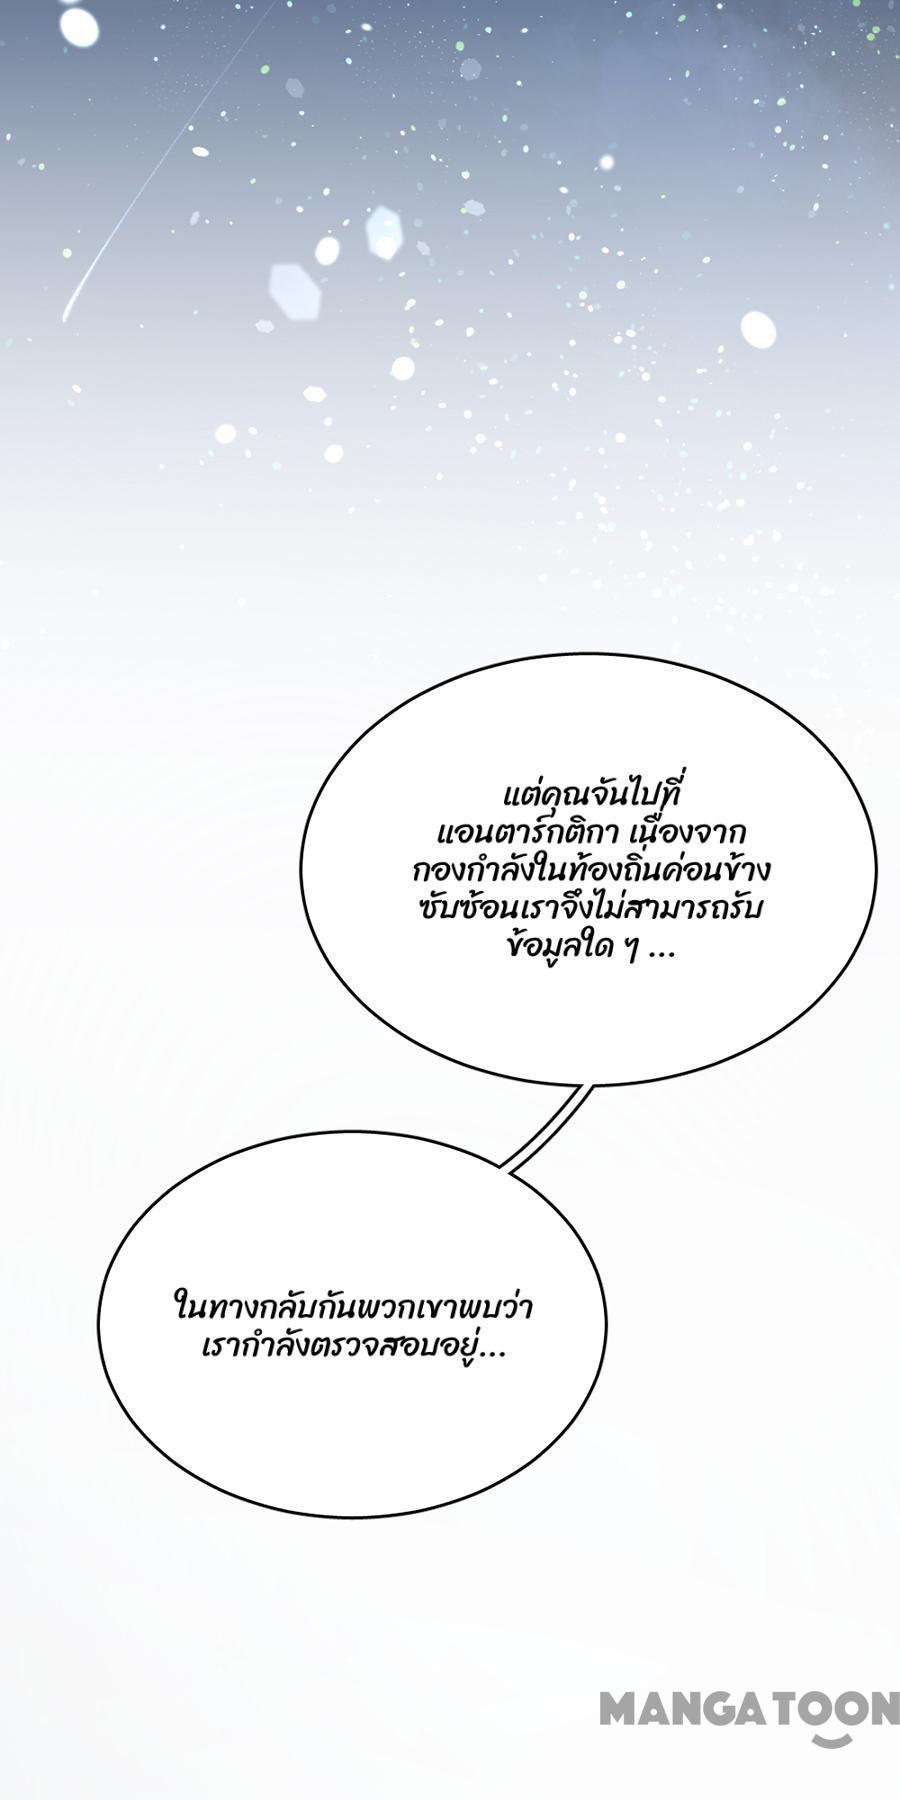 แต่คุณจันไปที่
แอนตาร์กติกา เนื่องจาก
กองกำลังในท้องถิ่นค่อนข้าง
ซับซ้อนเราจึงไม่สามารถรับ
ข้อมูลใด ๆ ...
ในทางกลับกันพวกเขาพบว่า
เรากำลังตรวจสอบอยู่...
MANGATOON